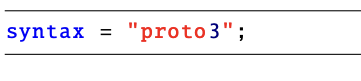 syntax = "proto3";